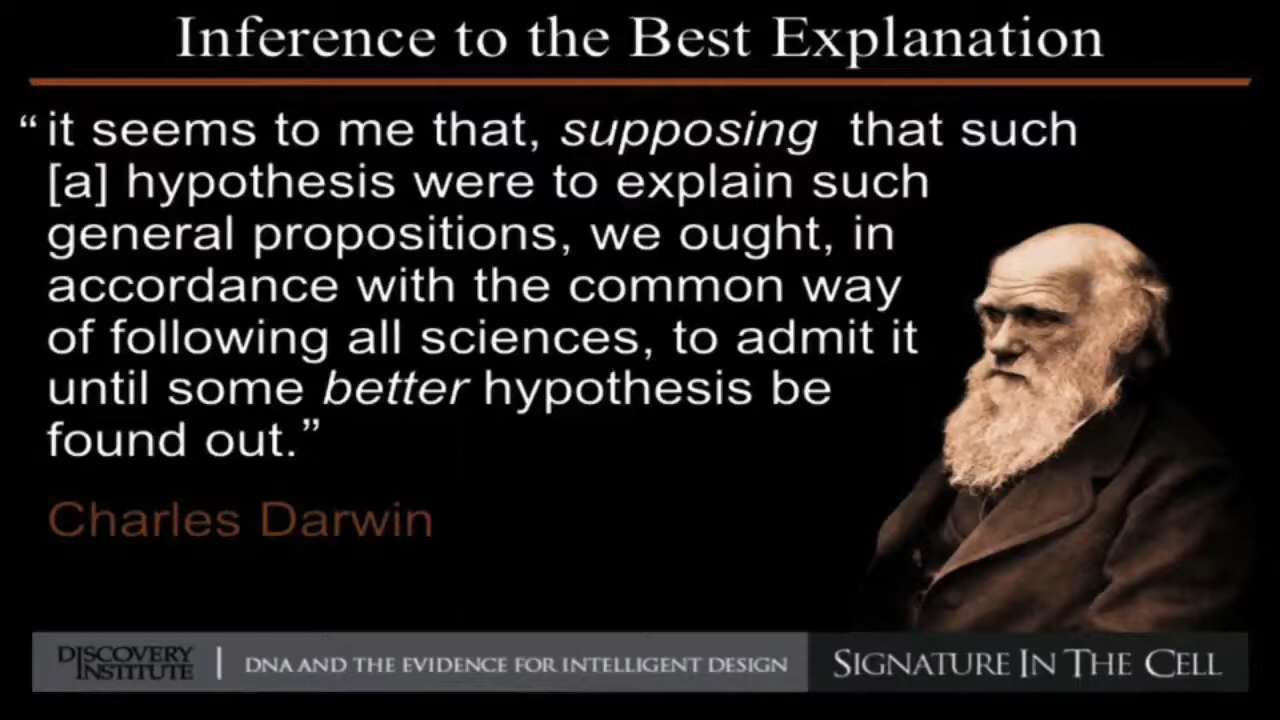 Inference to the Best Explanation
“it seems to me that, supposing that such
[a] hypothesis were to explain such
general propositions, we ought, in
accordance with the common way
of following all sciences, to admit it
until some better hypothesis be
found out.”
Charles Darwin
DISCOVERY
INSTITUTE
DNA AND THE EVIDENCE FOR INTELLIGENT DESIGN
SIGNATURE IN THE CELL